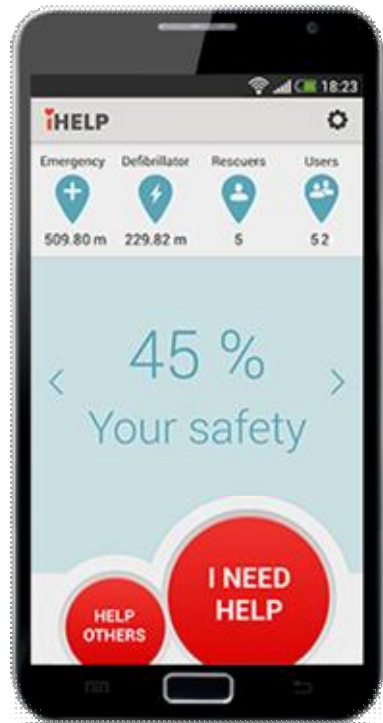 18:23
iHELP
Emergency Defibrillator Rescuers Users
509.80 m 229.82 m 5 52
45 %
Your safety
I NEED
HELP
HELP
OTHERS